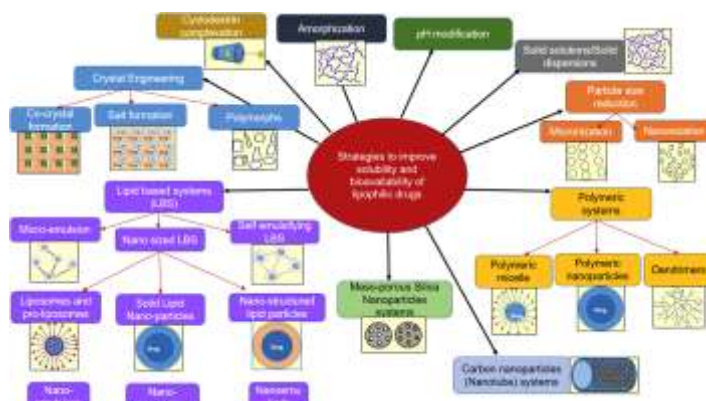 Cyclodextrin
complexation
Amorphization
pH modification
Solid solutions/Solid
dispersions
Crystal Engineering
Particle size
reduction
Co-crystal
formation
Salt formation
Polymorphs
Micronization
Nanonization
Strategies to improve
solubility and
bioavailability of
lipophilic drugs
Lipid based systems
(LBS)
Polymeric
systems
Micro-emulsion
Nano sized LBS
Self emulsifying
LBS
Polymeric
micelle
Polymeric
nanoparticles
Dendrimers
Meso-porous Silica
Nanoparticles
systems
Liposomes and
pro-liposomes
Solid Lipid
Nano-particles
Nano-structured
lipid particles
Carbon nanoparticles
(Nanotube) systems
Nano-
Nano-